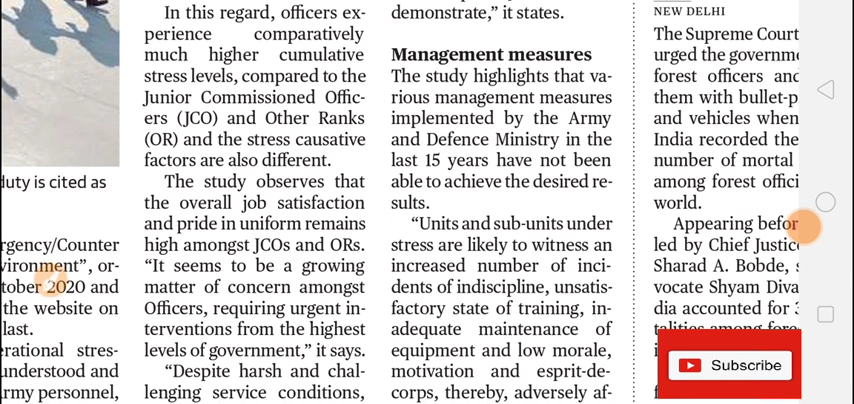 duty is cited as
rgency/Counter
vironment", or-
tober 2020 and
the website on
last.
erational stres-
understood and
rmy personnel,
In this regard, officers ex-
perience comparatively
much higher cumulative
stress levels, compared to the
Junior Commissioned Offic-
ers (JCO) and Other Ranks
(OR) and the stress causative
factors are also different.
The study observes that
the overall job satisfaction
and pride in uniform remains
high amongst JCOs and ORs.
“It seems to be a growing
matter of concern amongst
Officers, requiring urgent in-
terventions from the highest
levels of government,” it says.
“Despite harsh and chal-
lenging service conditions,
demonstrate,” it states.
Management measures
The study highlights that va-
rious management measures
implemented by the Army
and Defence Ministry in the
last 15 years have not been
able to achieve the desired re-
sults.
“Units and sub-units under
stress are likely to witness an
increased number of inci-
dents of indiscipline, unsatis-
factory state of training, in-
adequate maintenance of
equipment and low morale,
motivation and esprit-de-
corps, thereby, adversely af-
NEW DELHI
The Supreme Court
urged the governme
forest officers and
them with bullet-p
and vehicles when
India recorded the
number of mortal
among forest offici
world.
Appearing befor
led by Chief Justice
Sharad A. Bobde, s
vocate Shyam Diva
dia accounted for 3
talities among fore
Subscribe